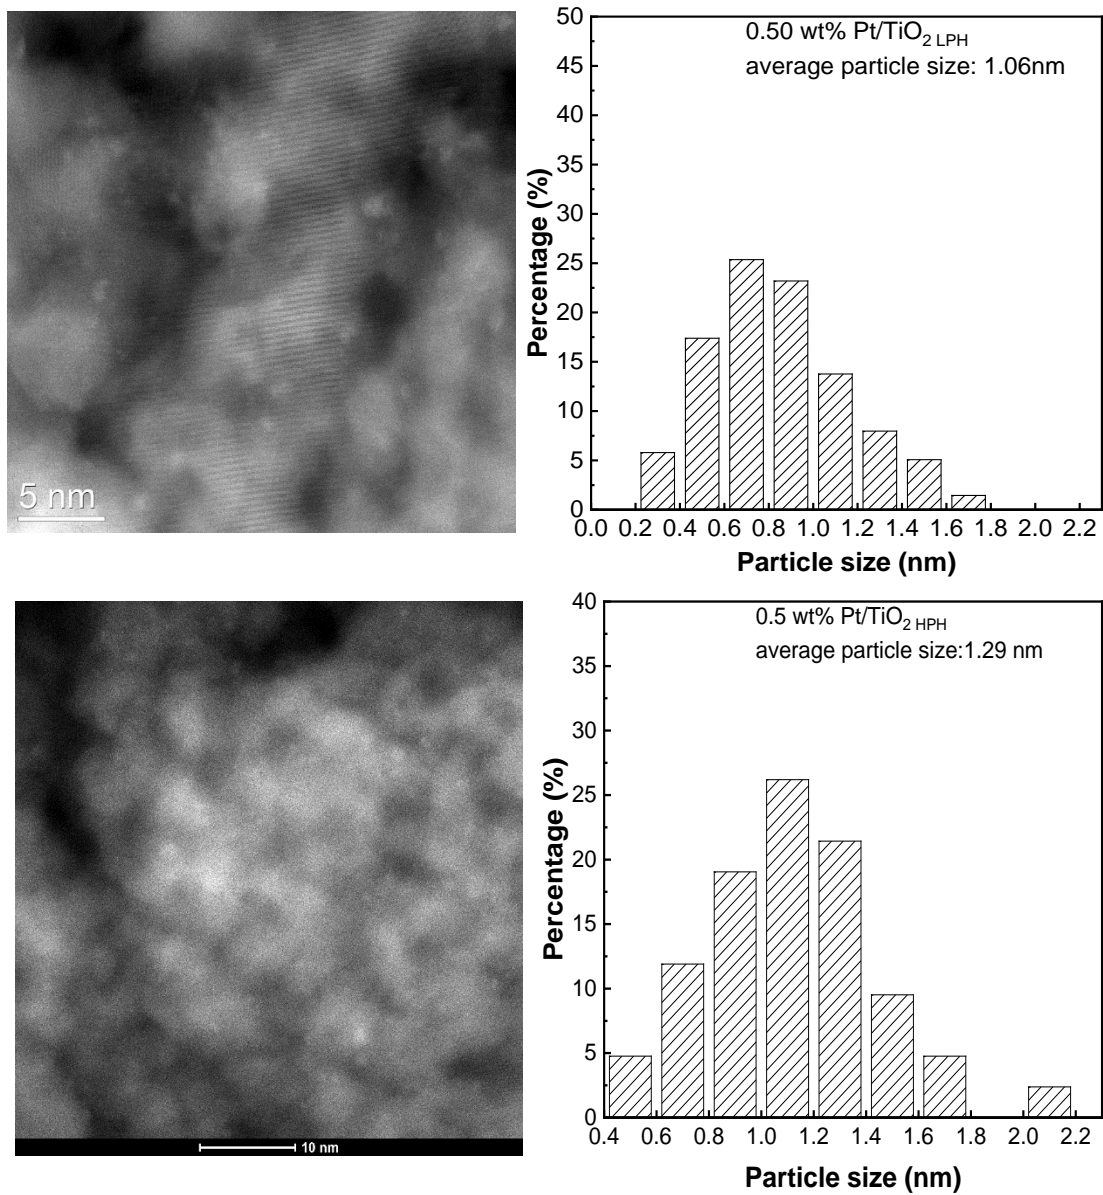 5 nm
0.50 wt% Pt/TiO2 LPH
average particle size: 1.06nm
Percentage (%)
50
45
40
35
30
25
20
15
10
5
0
0.0 0.2 0.4 0.6 0.8 1.0 1.2 1.4 1.6 1.8 2.0 2.2
Particle size (nm)
10 nm
0.5 wt% Pt/TiO2 HPH
average particle size:1.29 nm
Percentage (%)
40
35
30
25
20
15
10
5
0
0.4 0.6 0.8 1.0 1.2 1.4 1.6 1.8 2.0 2.2
Particle size (nm)